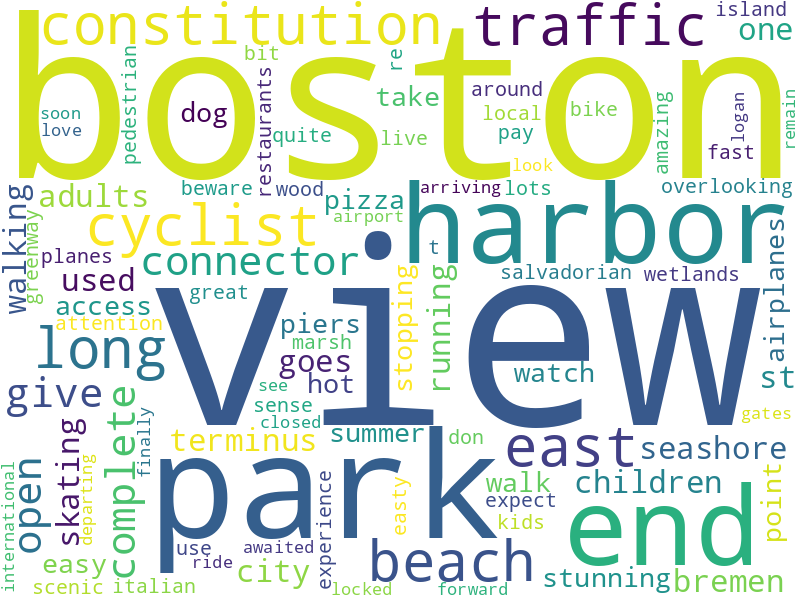 boston
view
park
harbor
end
constitution
traffic
island
one
bit
re
pedestrian
soon
love
dog
restaurants
quite
take
around
local
bike
pay
live
amazing
logan
fast
remain
look
walking
greenway
adults
beware
wood
pizza
airport
arriving
lots
overlooking
cyclist
connector
t
planes
used
access
attention
great
salvadorian
wetlands
airplanes
long
piers
marsh
goes
hot
stopping
running
watch
st
give
see
sense
closed
complete
finally
terminus
summer
don
east
seashore
gates
open
skating
departing
international
easy
scenic
italian
use
ride
city
awaited
experience
locked
easty
beach
forward
walk
expect
kids
children
point
stunning
bremen